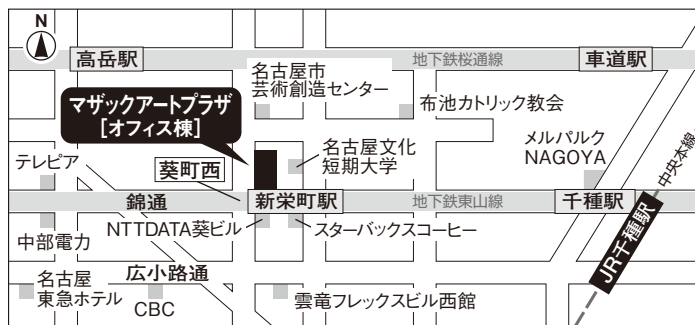 N
高岳駅
地下鉄桜通線
車道駅
名古屋市
芸術創造センター
布池カトリック教会
マザックアートプラザ
[オフィス棟]
名古屋文化
短期大学
メルパルク
NAGOYA
中央本線
テレピア
葵町西
錦通
新栄町駅
地下鉄東山線
千種駅
JR千種駅
中部電力
NTTDATA葵ビル
スターバックスコーヒー
広小路通
名古屋
東急ホテル
CBC
雲竜フレックスビル西館